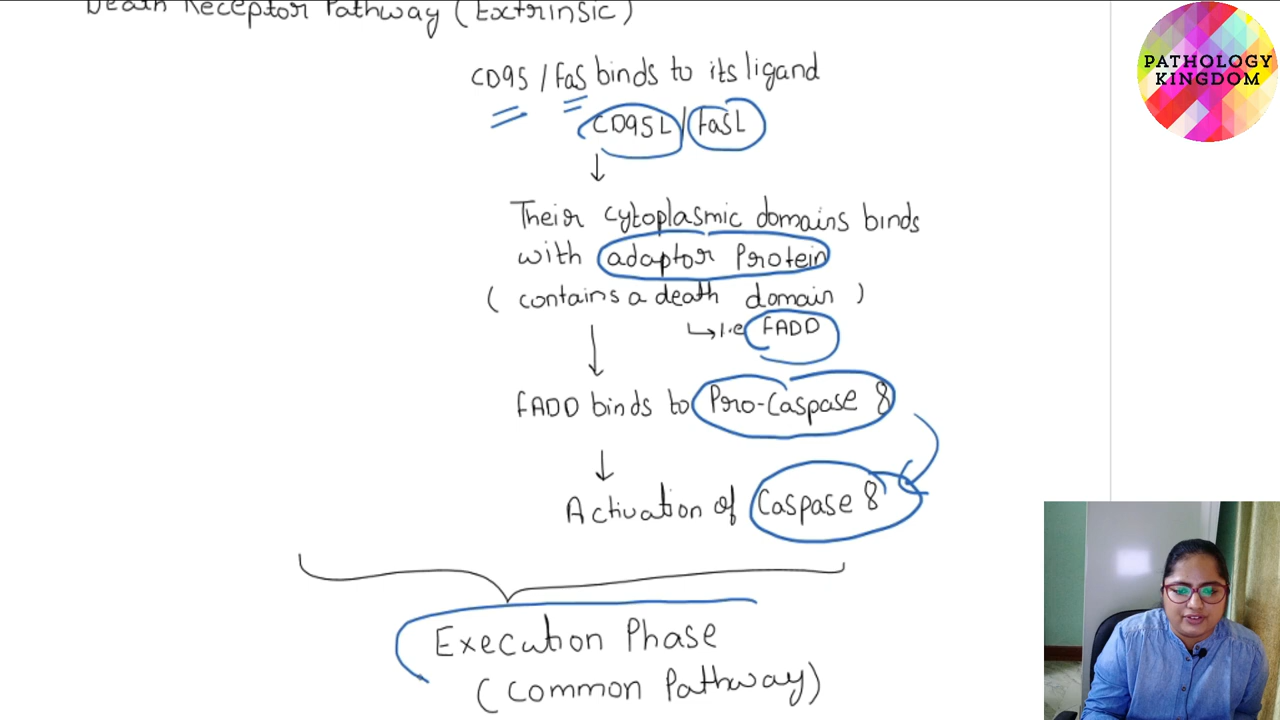 Death Receptor Pathway (Extrinsic)
CD95 / Fas binds to its ligand
CD95L / FasL
Their cytoplasmic domains binds
with adaptor Protein
( contains a death domain )
i.e FADD
FADD binds to Pro-Caspase 8
Activation of Caspase 8
Execution Phase
(Common Pathway)
PATHOLOGY
KINGDOM